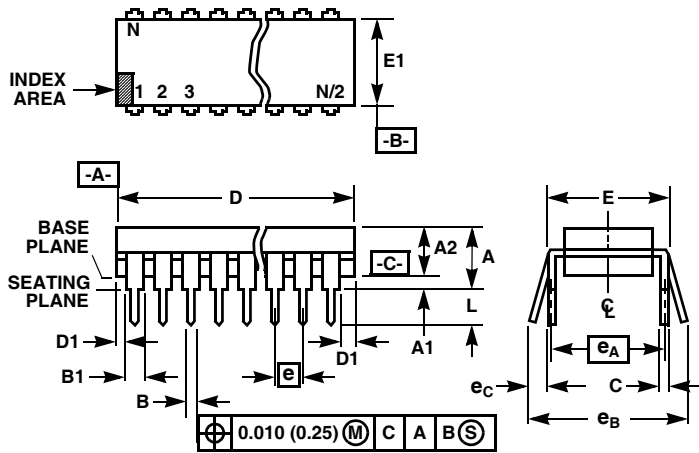 N
E1
INDEX
AREA
1 2 3 N/2
-B-
-A-
D
E
BASE
PLANE
A2
A
-C-
SEATING
PLANE
L
C
L
D1
A1
D1
eA
B1
e
B
eC
C
eB
0.010 (0.25) M C A B S